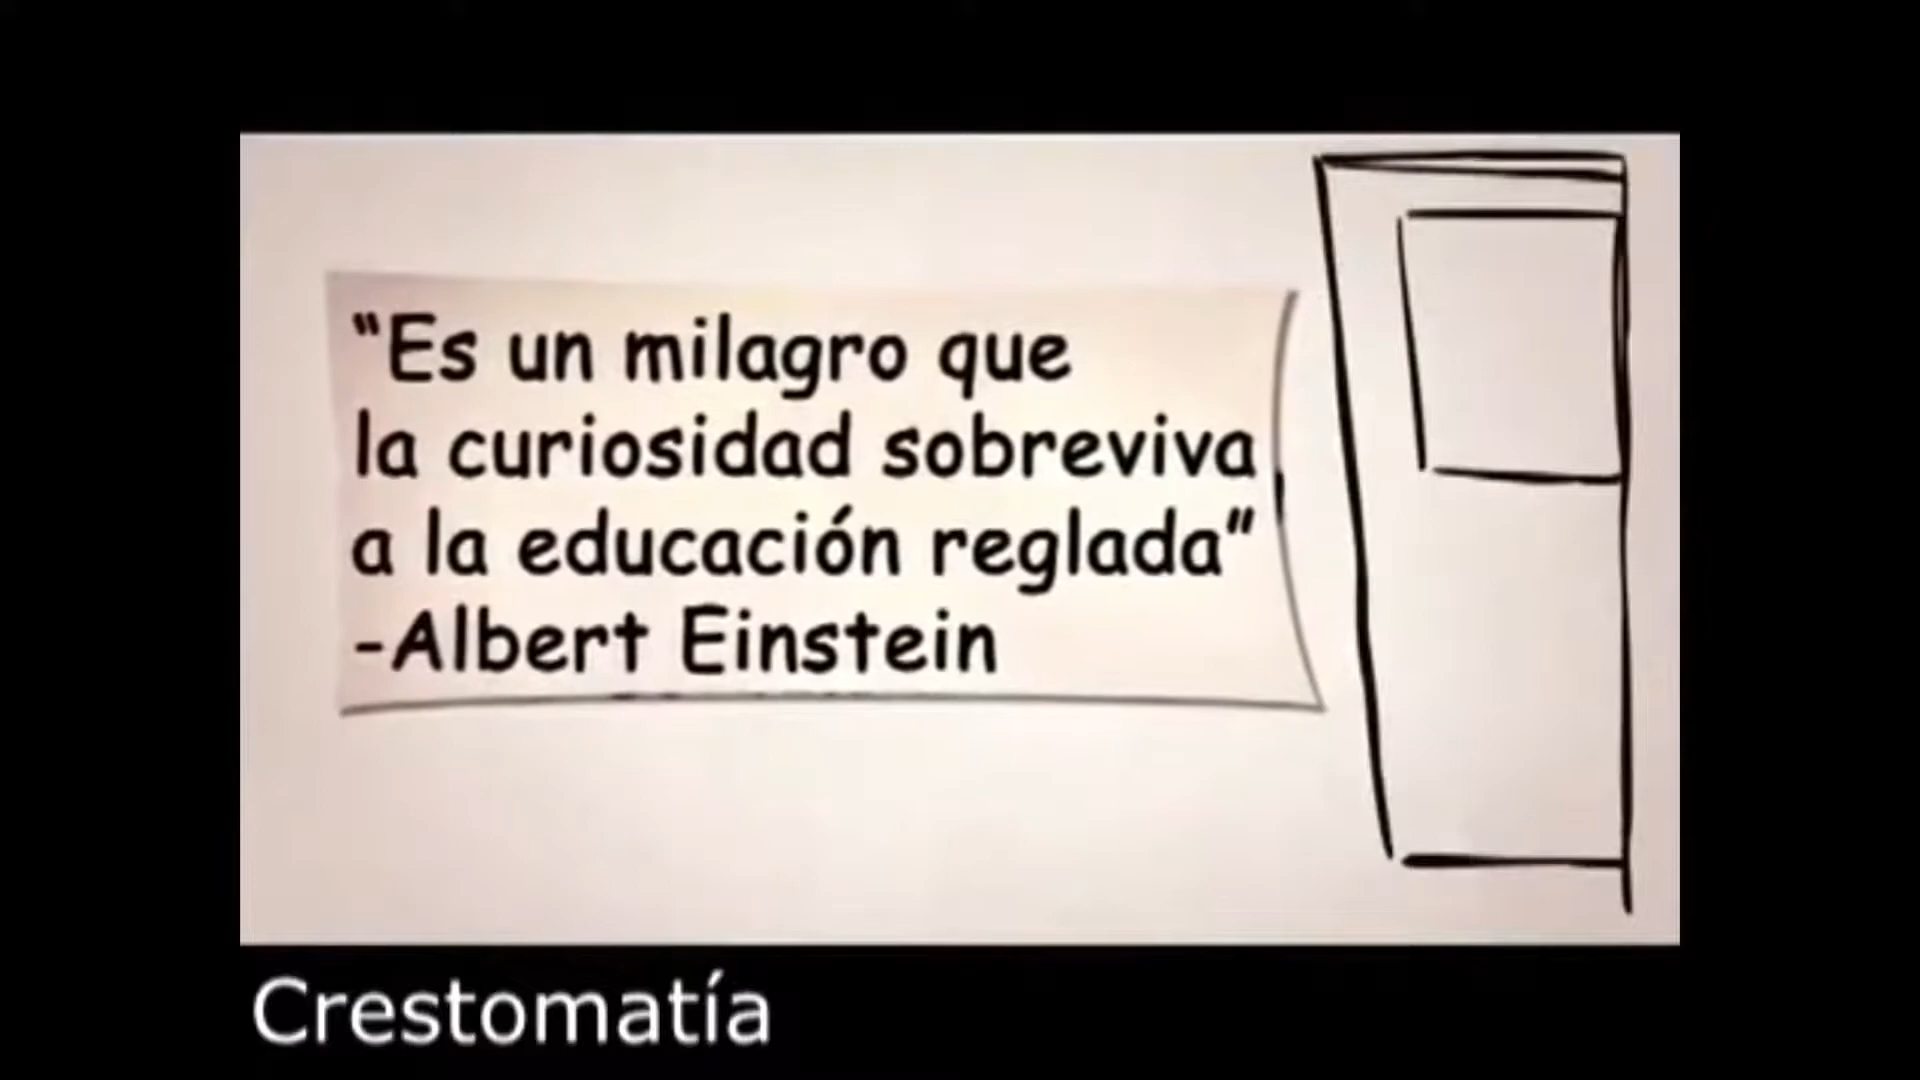 “Es un milagro que
la curiosidad sobreviva
a la educación reglada”
-Albert Einstein
Crestomatía